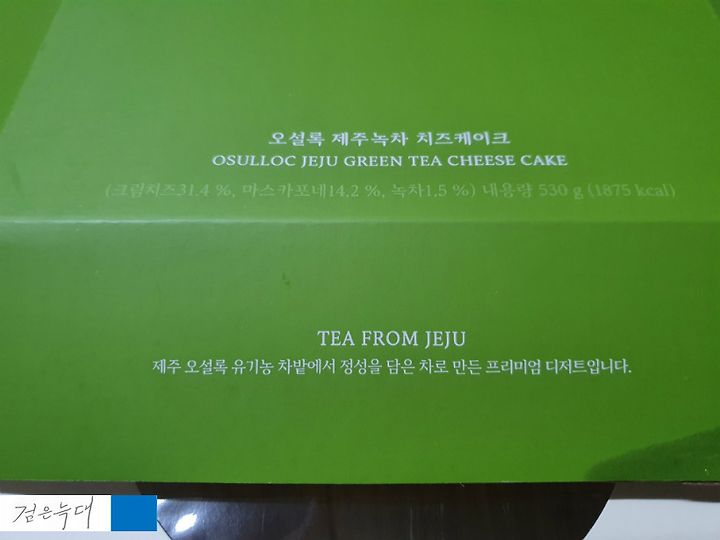 오설록 제주녹차 치즈케이크
OSULLOC JEJU GREEN TEA CHEESE CAKE
(크림치즈31.4 %, 마스카포네14.2 %, 녹차1.5 %) 내용량 530 g (1875 kcal)
TEA FROM JEJU
제주 오설록 유기농 차밭에서 정성을 담은 차로 만든 프리미엄 디저트입니다.
검은늑대